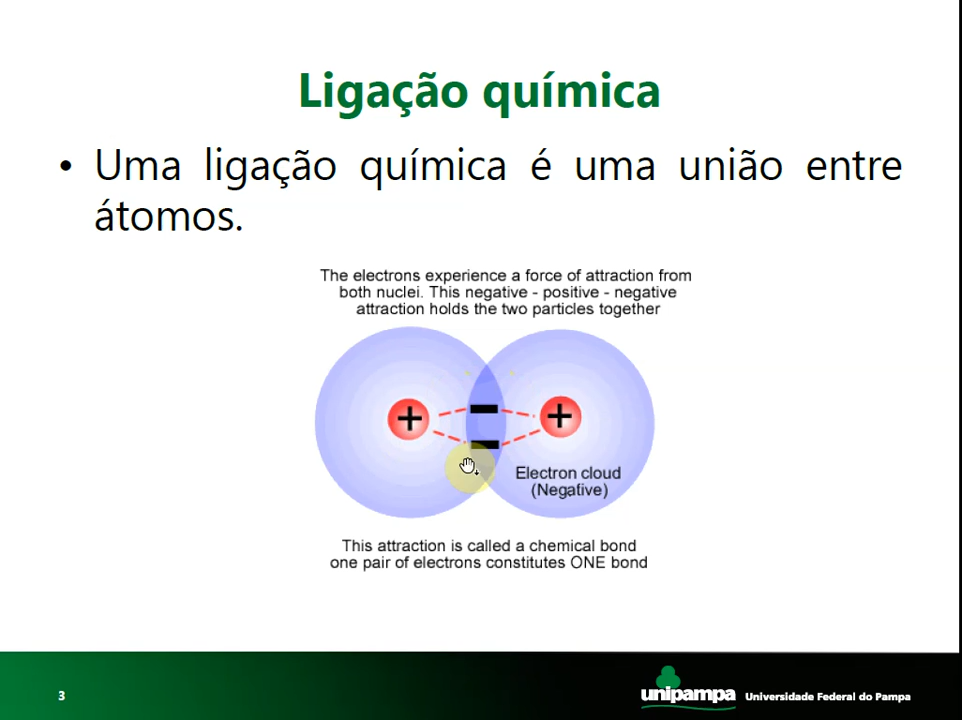 Ligação química
• Uma ligação química é uma união entre
átomos.
The electrons experience a force of attraction from
both nuclei. This negative - positive - negative
attraction holds the two particles together
+ − +
−
Electron cloud
(Negative)
This attraction is called a chemical bond
one pair of electrons constitutes ONE bond
3
unipampa Universidade Federal do Pampa